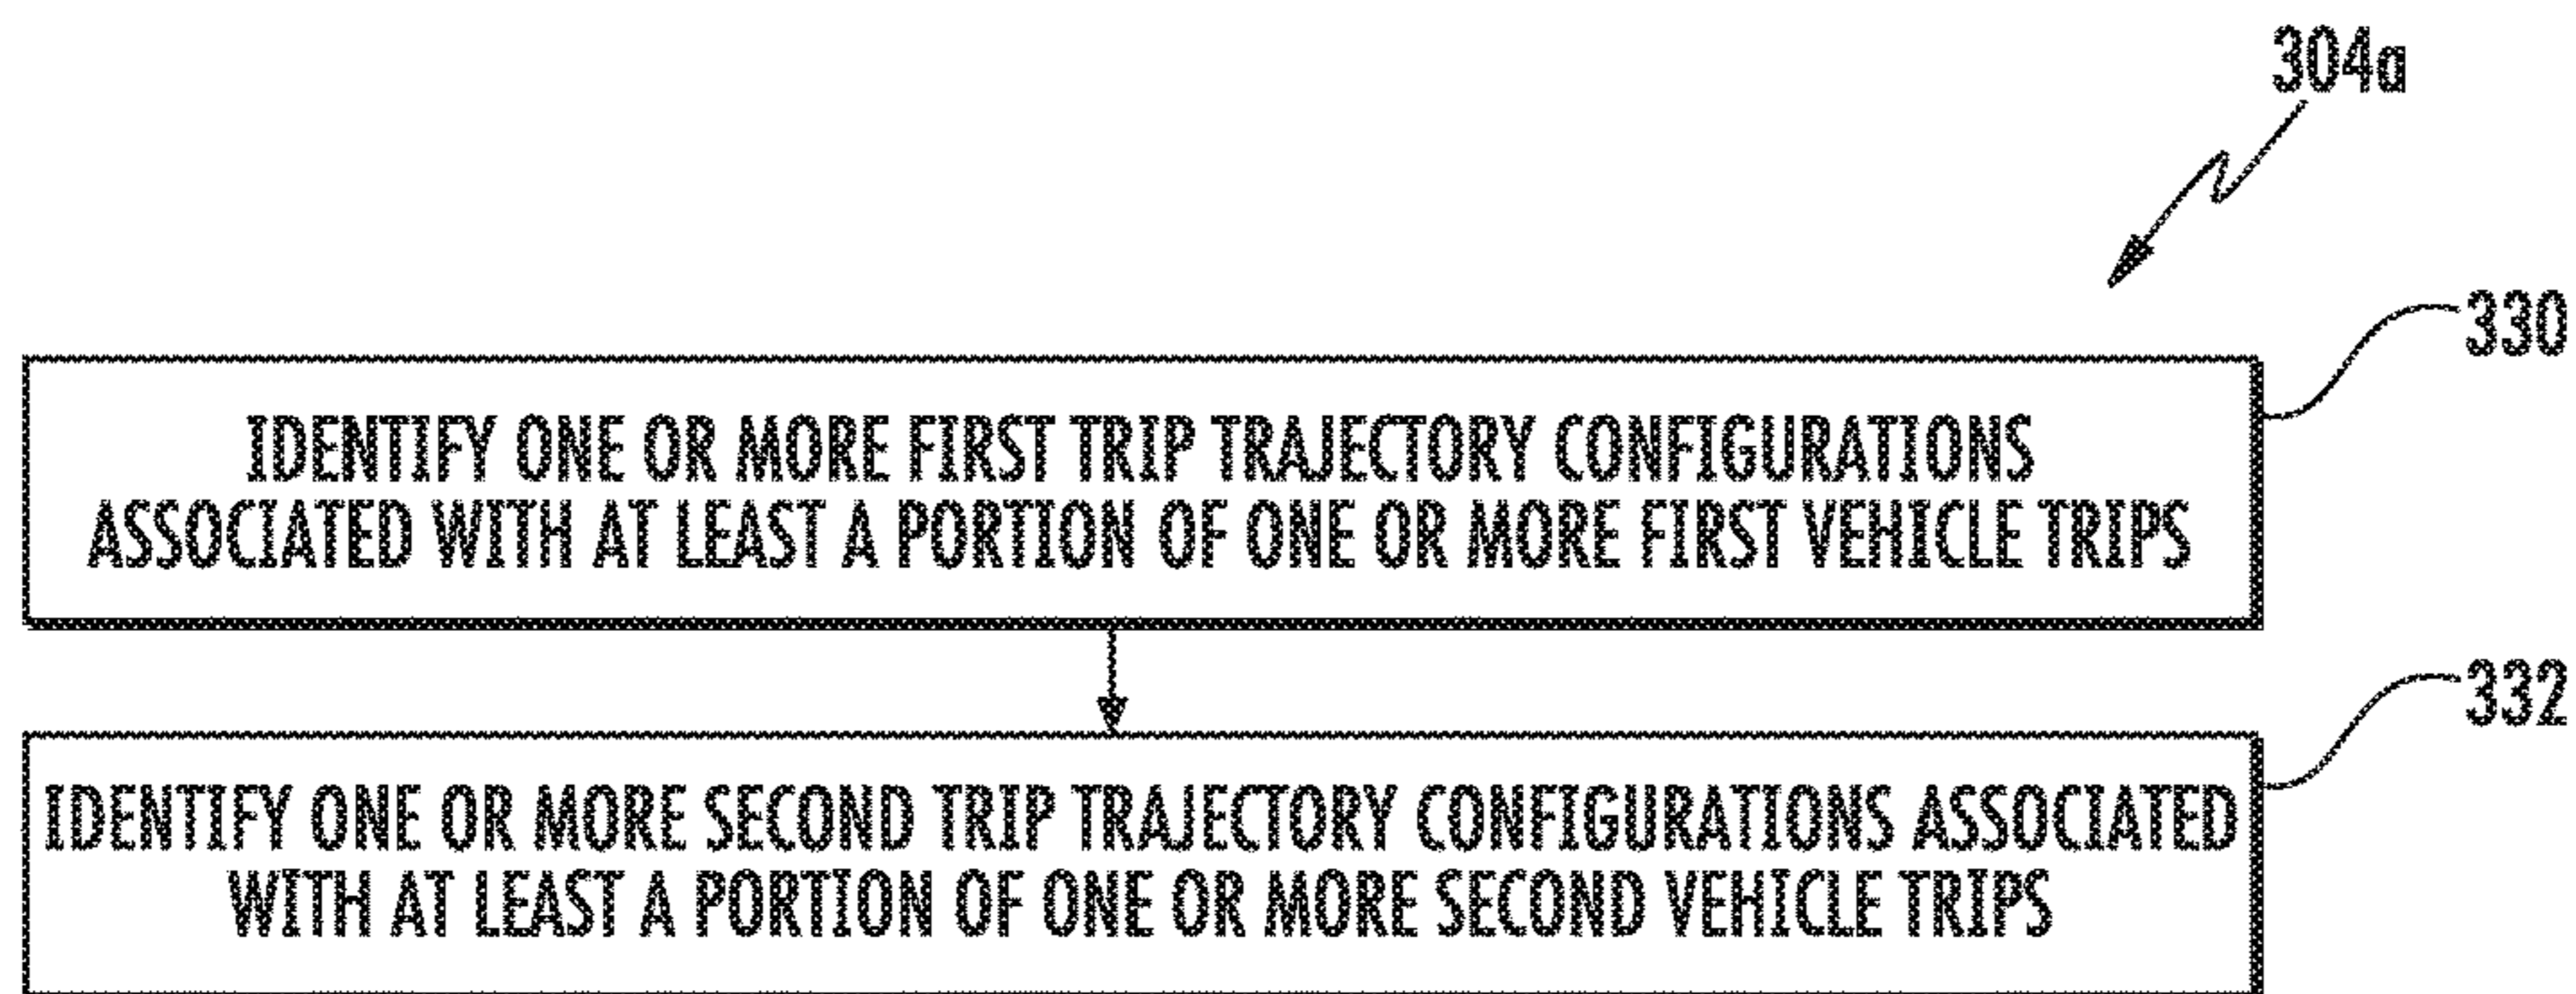 304a
330
IDENTIFY ONE OR MORE FIRST TRIP TRAJECTORY CONFIGURATIONS
ASSOCIATED WITH AT LEAST A PORTION OF ONE OR MORE FIRST VEHICLE TRIPS
332
IDENTIFY ONE OR MORE SECOND TRIP TRAJECTORY CONFIGURATIONS ASSOCIATED
WITH AT LEAST A PORTION OF ONE OR MORE SECOND VEHICLE TRIPS